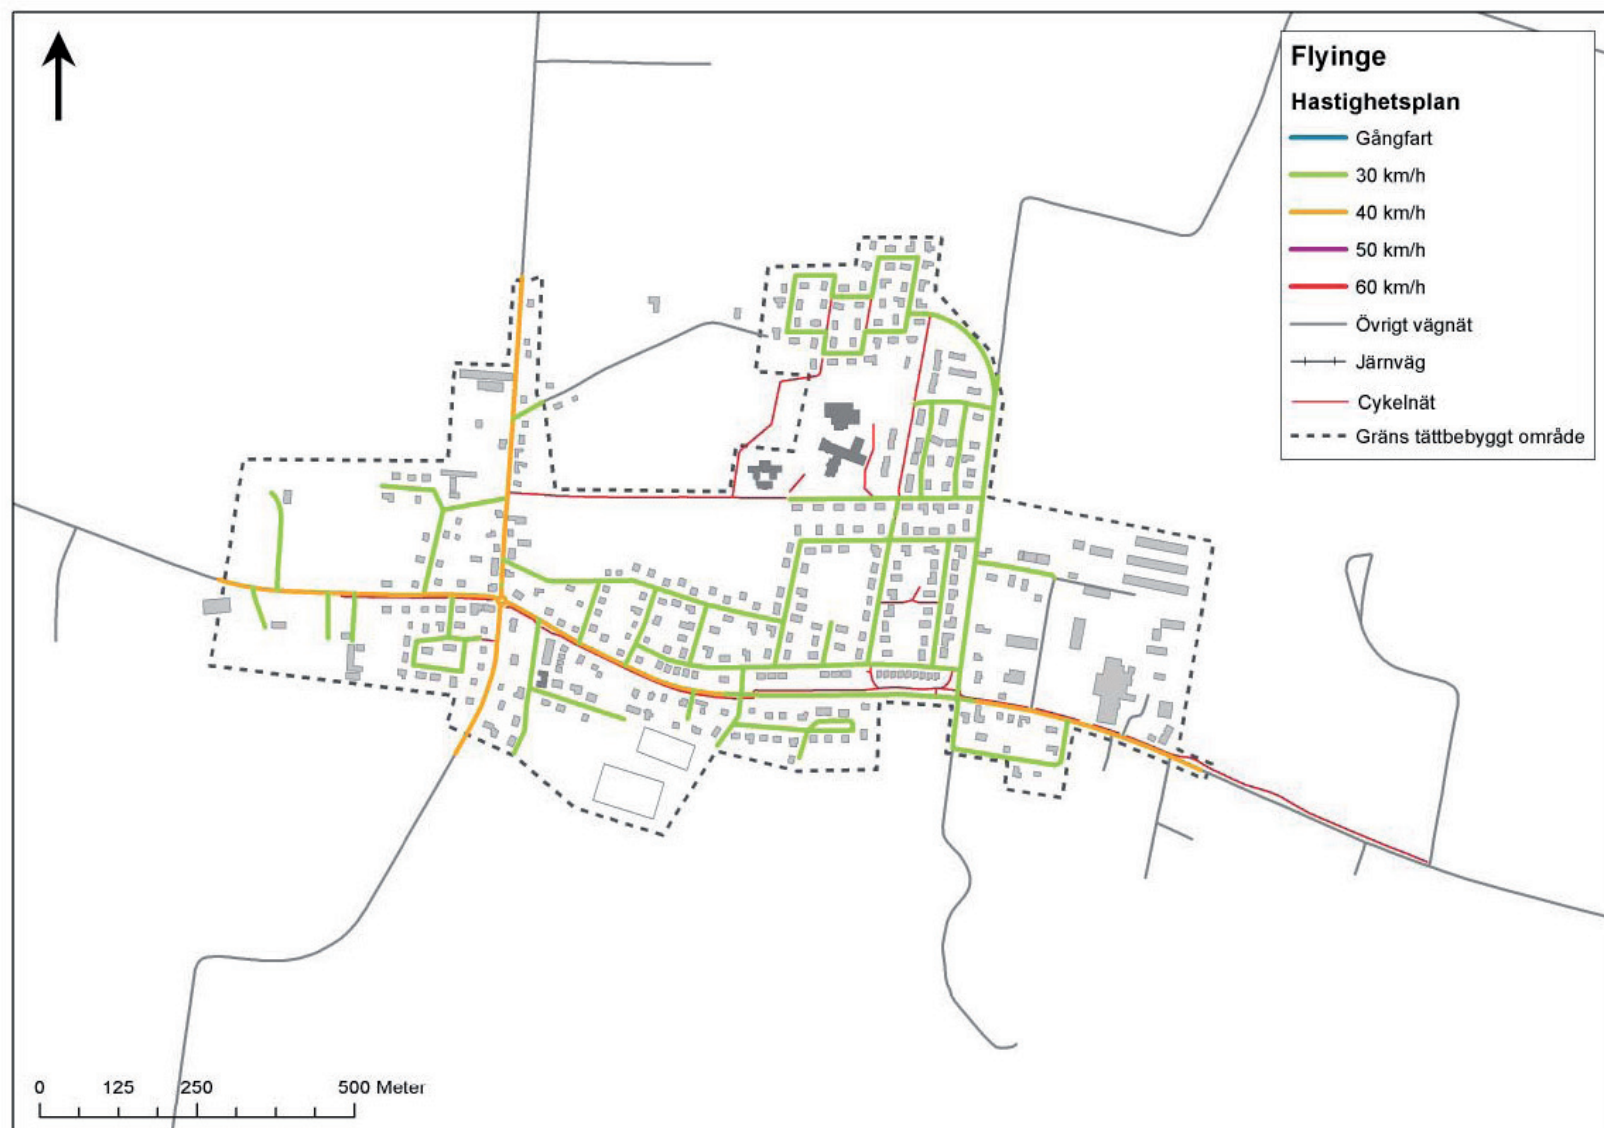 Flyinge
Hastighetsplan
Gångfart
30 km/h
40 km/h
50 km/h
60 km/h
Övrigt vägnät
Järnväg
Cykelnät
Gräns tättbebyggt område
0 125 250 500 Meter